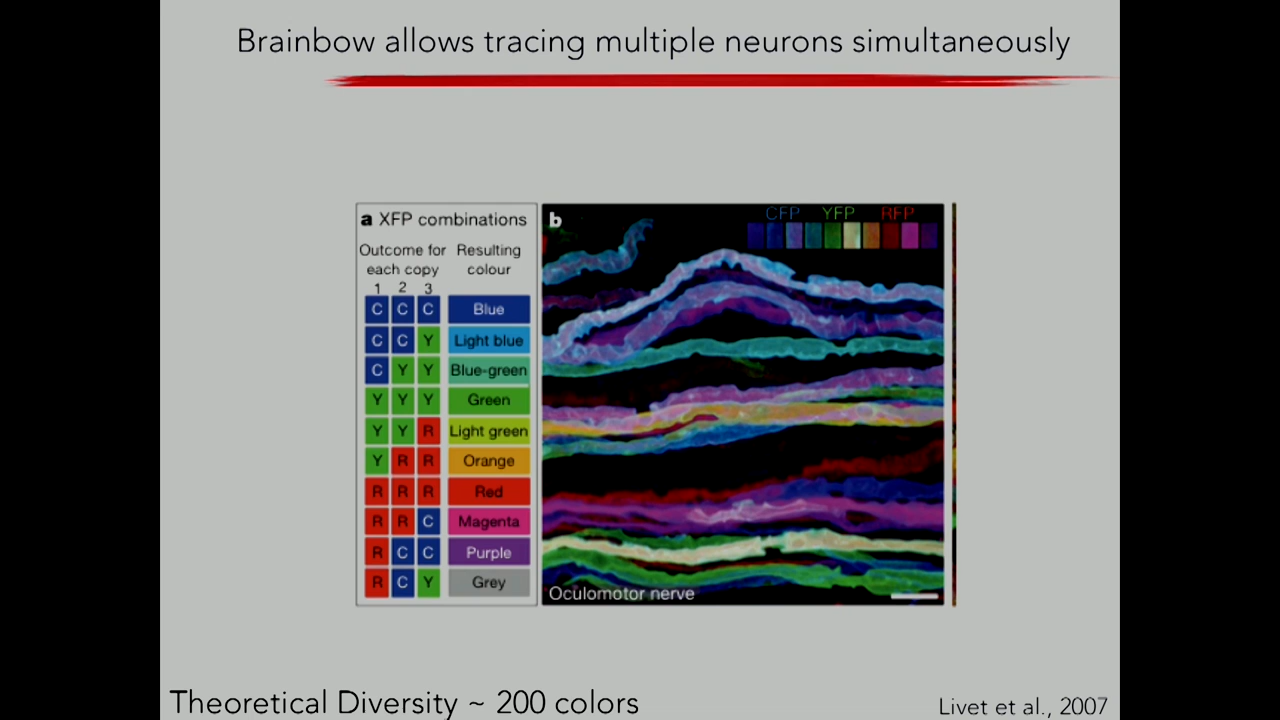 Brainbow allows tracing multiple neurons simultaneously
a XFP combinations
Outcome for each copy
Resulting colour
1 2 3
C C C Blue
C C Y Light blue
C Y Y Blue-green
Y Y Y Green
Y Y R Light green
Y R R Orange
R R R Red
R R C Magenta
R C C Purple
R C Y Grey
b
CFP YFP RFP
Oculomotor nerve
Theoretical Diversity ~ 200 colors
Livet et al., 2007